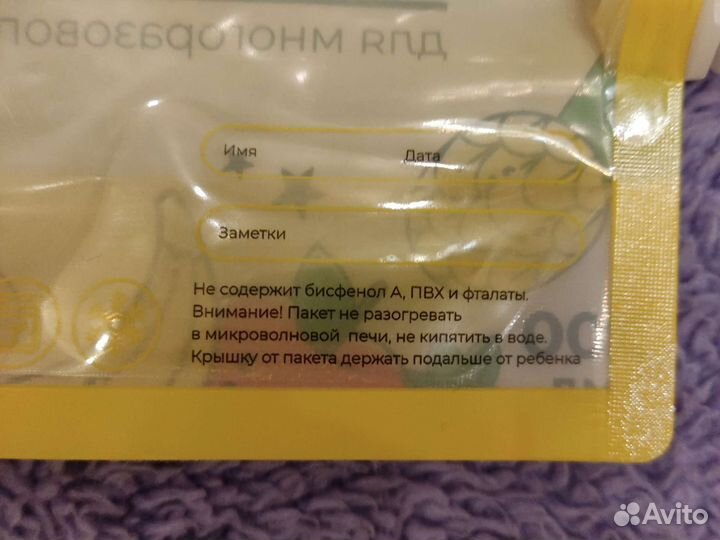 для многоразовог
Имя Дата
Заметки
Не содержит бисфенол А, ПВХ и фталаты.
Внимание! Пакет не разогревать
в микроволновой печи, не кипятить в воде.
Крышку от пакета держать подальше от ребенка
Avito